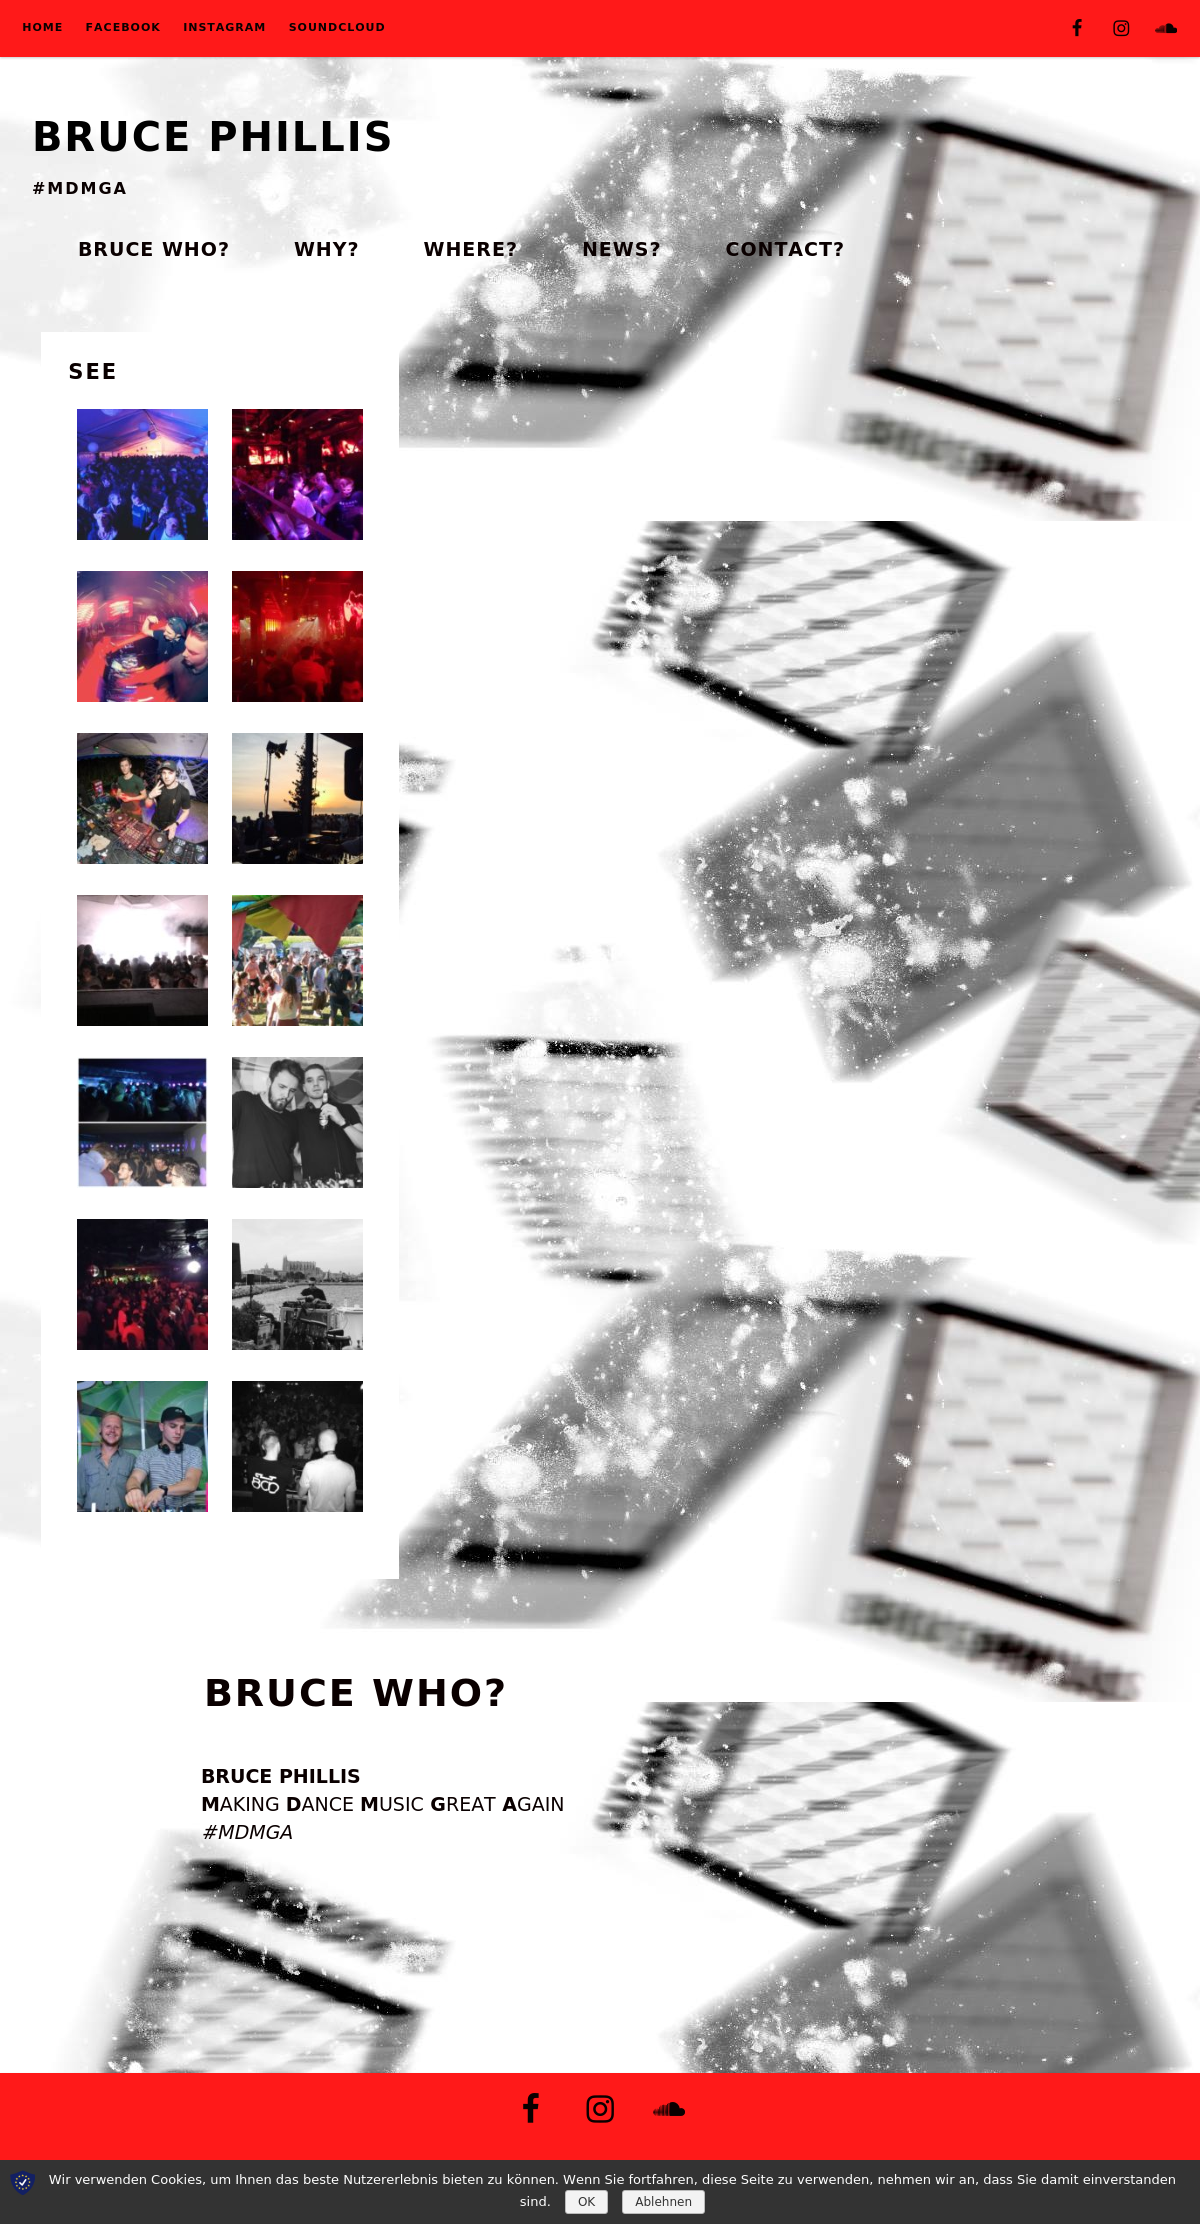 HOME FACEBOOK INSTAGRAM SOUNDCLOUD
BRUCE PHILLIS
#MDMGA
BRUCE WHO? WHY? WHERE? NEWS? CONTACT?
SEE
BRUCE WHO?
BRUCE PHILLIS
MAKING DANCE MUSIC GREAT AGAIN
#MDMGA
Wir verwenden Cookies, um Ihnen das beste Nutzererlebnis bieten zu können. Wenn Sie fortfahren, diese Seite zu verwenden, nehmen wir an, dass Sie damit einverstanden
sind. OK Ablehnen